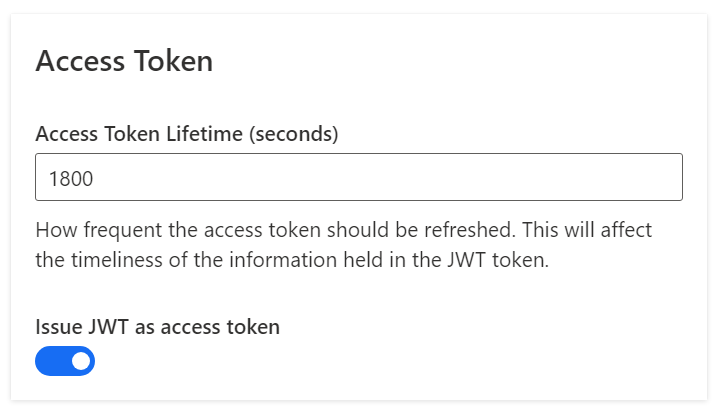 Access Token
Access Token Lifetime (seconds)
1800
How frequent the access token should be refreshed. This will affect
the timeliness of the information held in the JWT token.
Issue JWT as access token